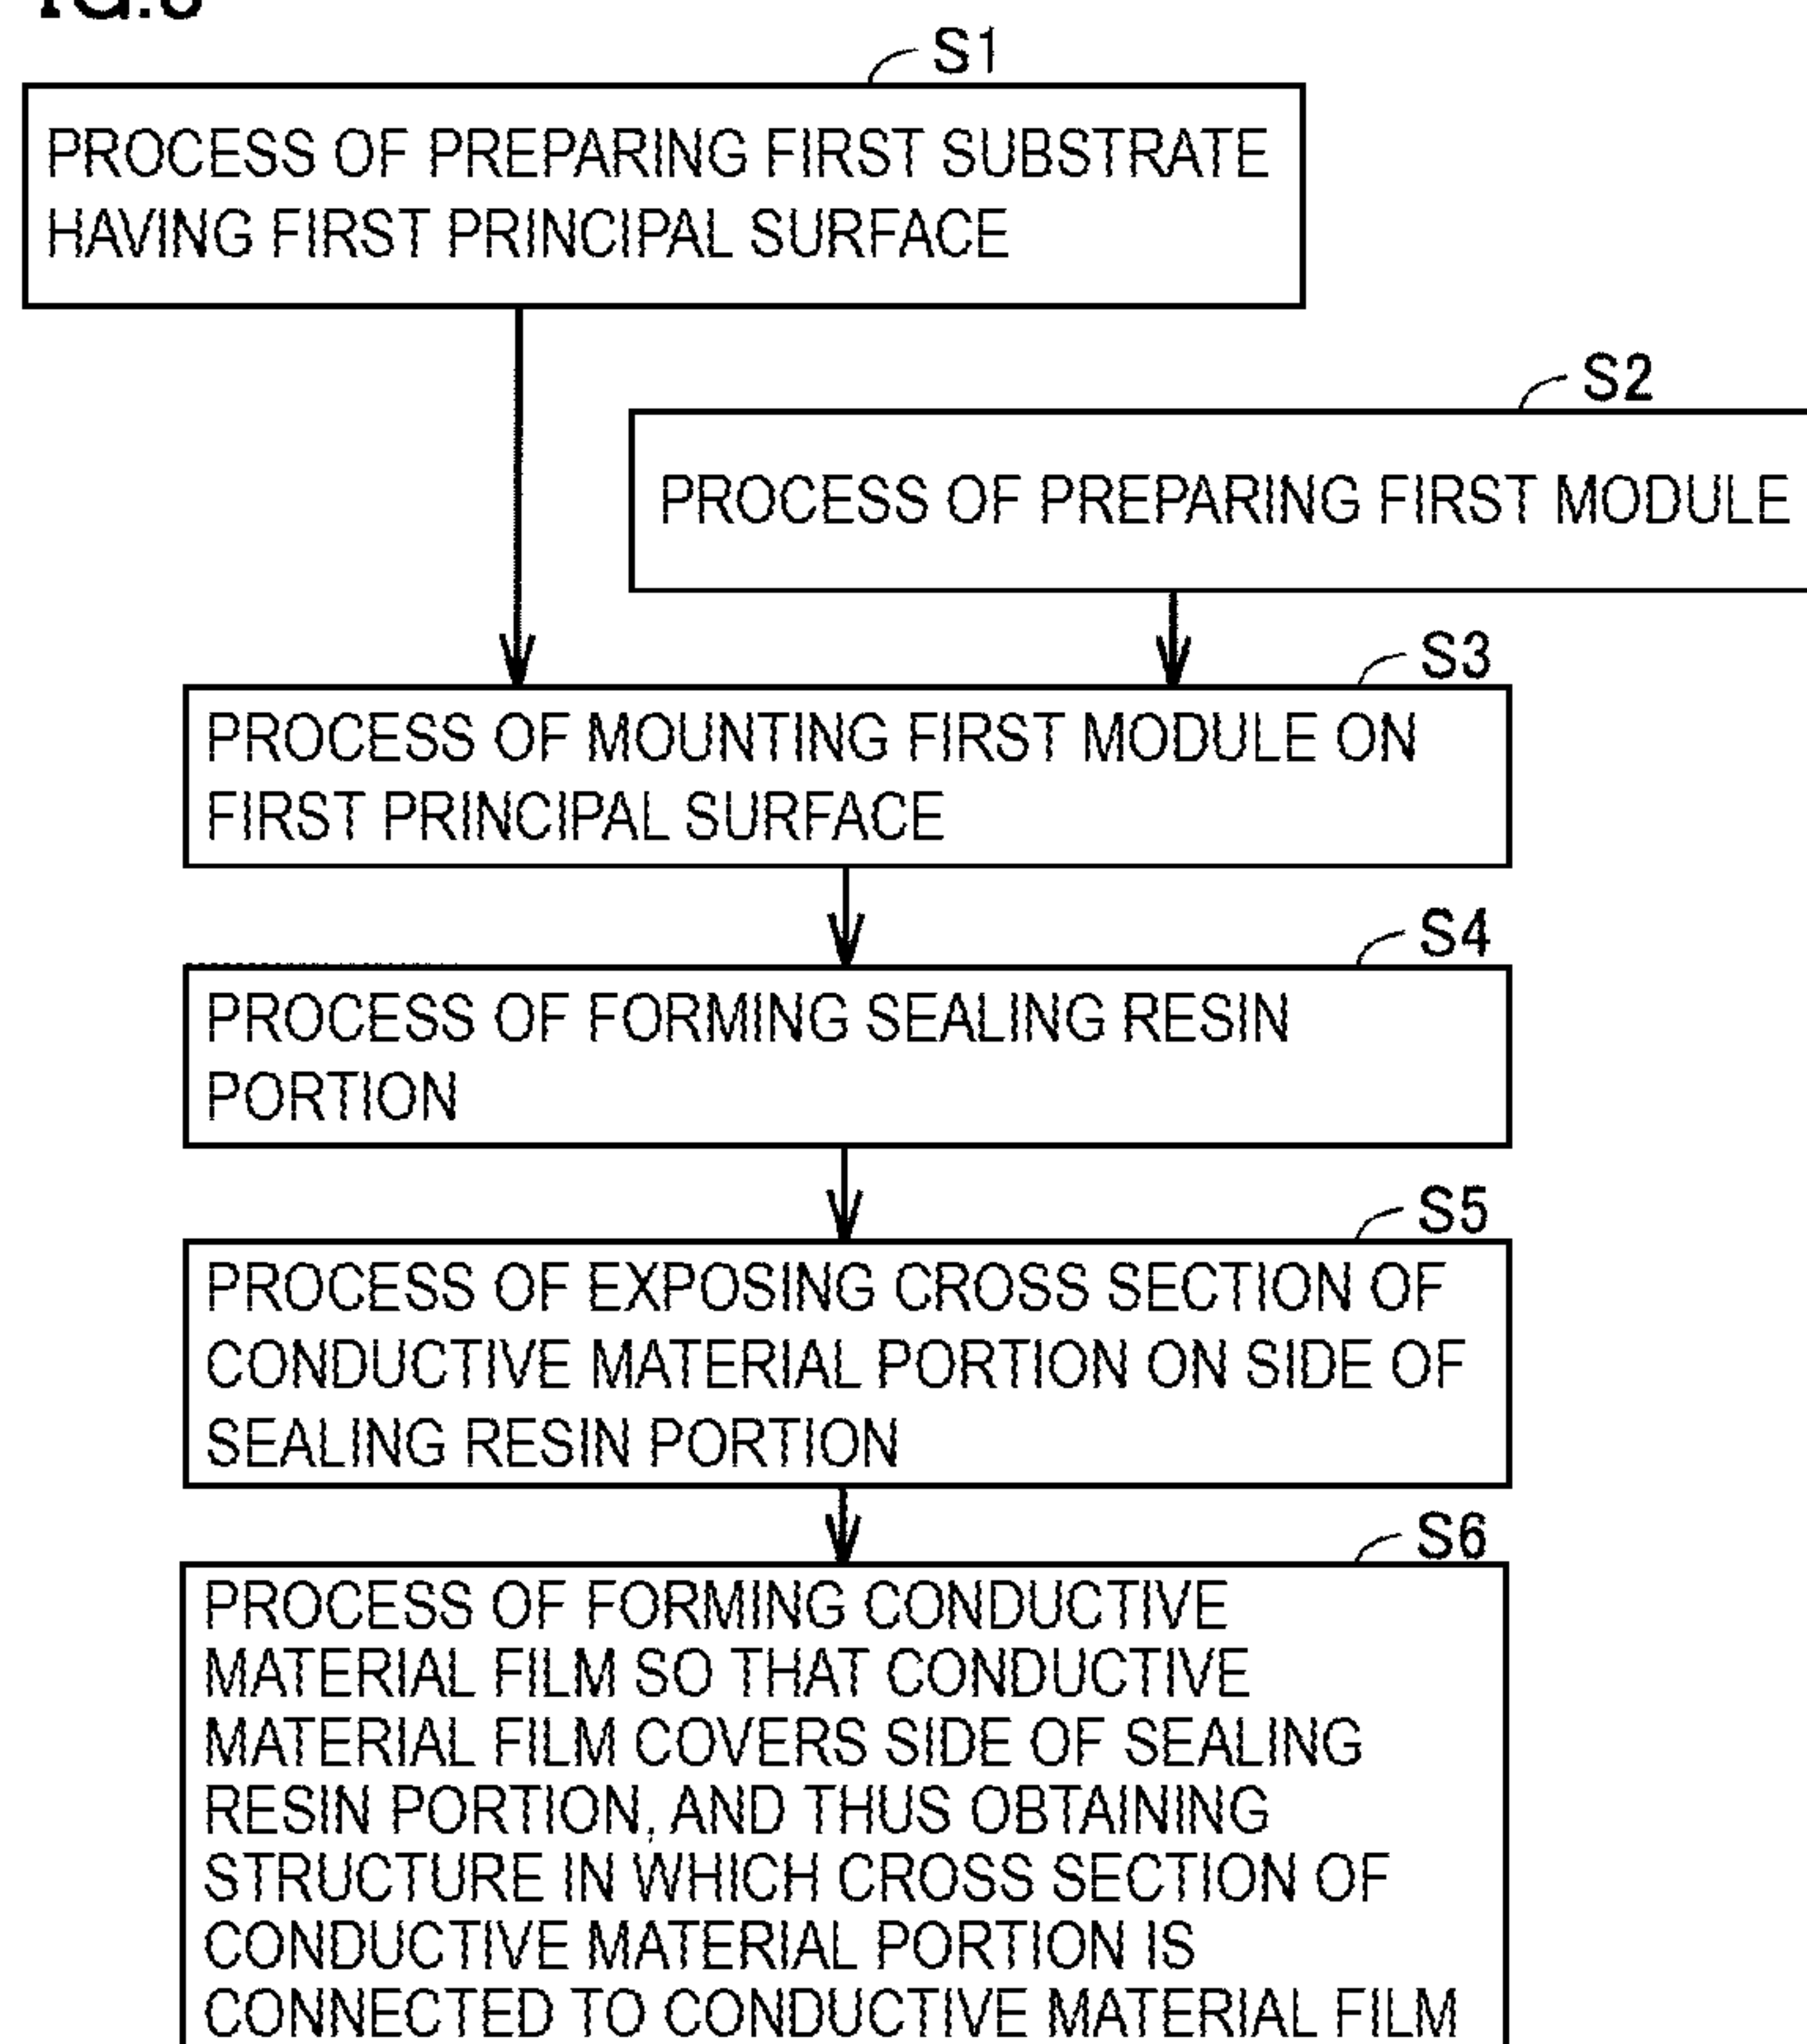 S1
PROCESS OF PREPARING FIRST SUBSTRATE
HAVING FIRST PRINCIPAL SURFACE
S2
PROCESS OF PREPARING FIRST MODULE
S3
PROCESS OF MOUNTING FIRST MODULE ON
FIRST PRINCIPAL SURFACE
S4
PROCESS OF FORMING SEALING RESIN
PORTION
S5
PROCESS OF EXPOSING CROSS SECTION OF
CONDUCTIVE MATERIAL PORTION ON SIDE OF
SEALING RESIN PORTION
S6
PROCESS OF FORMING CONDUCTIVE
MATERIAL FILM SO THAT CONDUCTIVE
MATERIAL FILM COVERS SIDE OF SEALING
RESIN PORTION, AND THUS OBTAINING
STRUCTURE IN WHICH CROSS SECTION OF
CONDUCTIVE MATERIAL PORTION IS
CONNECTED TO CONDUCTIVE MATERIAL FILM